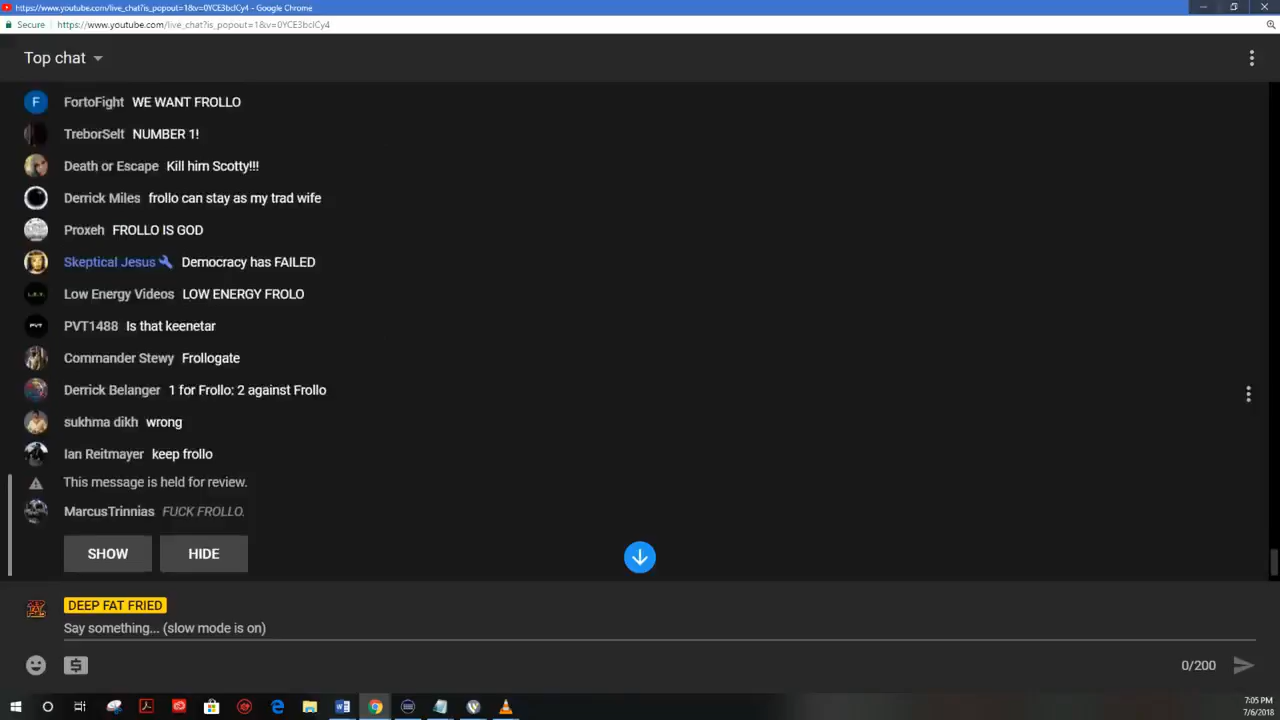 https://www.youtube.com/live_chat?is_popout=1&v=0YCE3bcICy4 - Google Chrome
Secure https://www.youtube.com/live_chat?is_popout=1&v=0YCE3bcICy4
Top chat
F FortoFight WE WANT FROLLO
TreborSelt NUMBER 1!
Death or Escape Kill him Scotty!!!
Derrick Miles frollo can stay as my trad wife
Proxeh FROLLO IS GOD
Skeptical Jesus Democracy has FAILED
Low Energy Videos LOW ENERGY FROLO
PVT PVT1488 Is that keenetar
Commander Stewy Frollogate
Derrick Belanger 1 for Frollo: 2 against Frollo
sukhma dikh wrong
Ian Reitmayer keep frollo
This message is held for review.
MarcusTrinnias FUCK FROLLO.
SHOW HIDE
DEEP FAT FRIED
Say something... (slow mode is on)
0/200
7:05 PM
7/6/2018